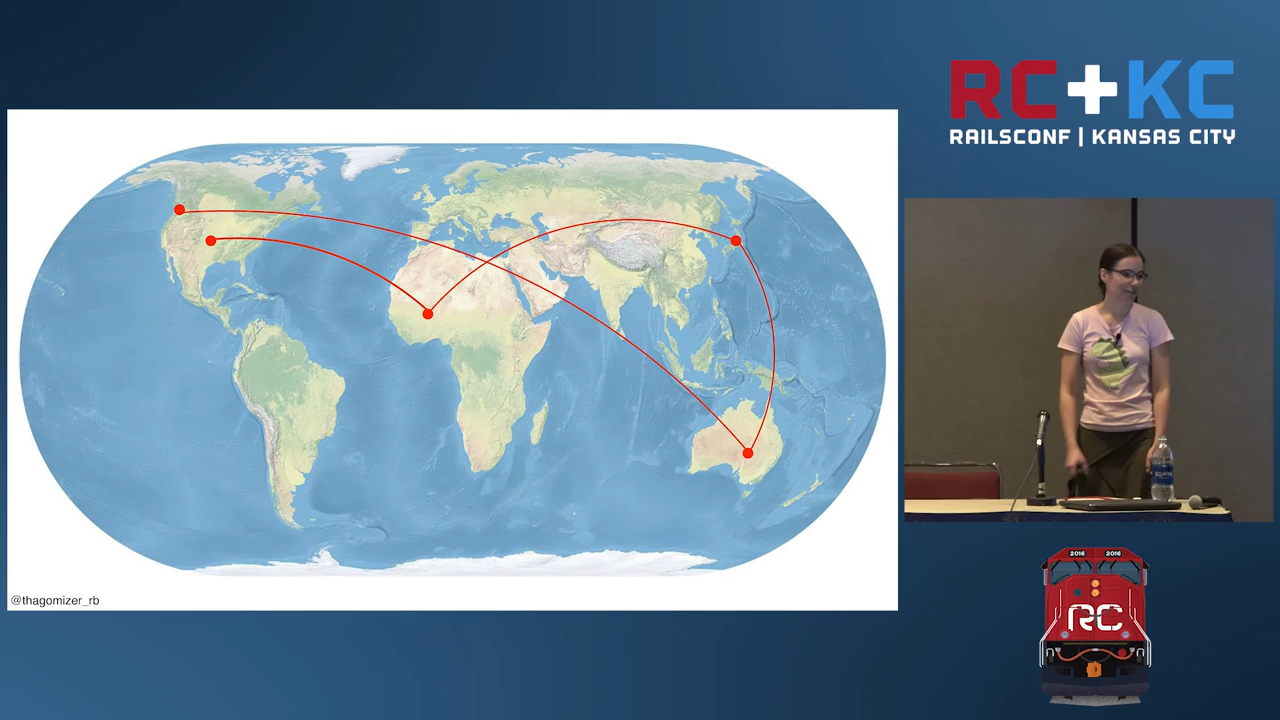 RC+KC
RAILSCONF | KANSAS CITY
@thagomizer_rb
2016 2016
RC